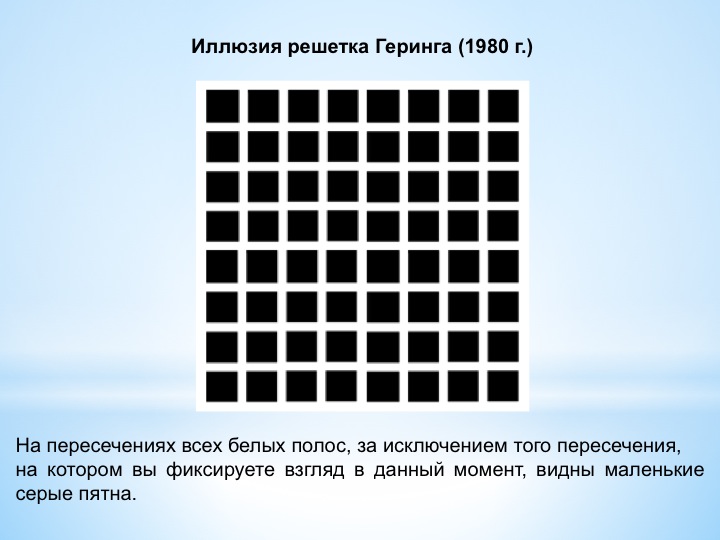 Иллюзия решетка Геринга (1980 г.)
На пересечениях всех белых полос, за исключением того пересечения,
на котором вы фиксируете взгляд в данный момент, видны маленькие
серые пятна.